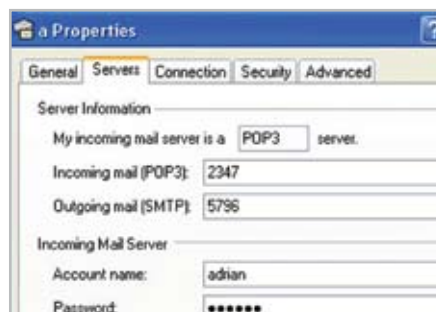 a Properties
?
General Servers Connection Security Advanced
Server Information
My incoming mail server is a POP3 server.
Incoming mail (POP3): 2347
Outgoing mail (SMTP): 5796
Incoming Mail Server
Account name: adrian
Password: ●●●●●●